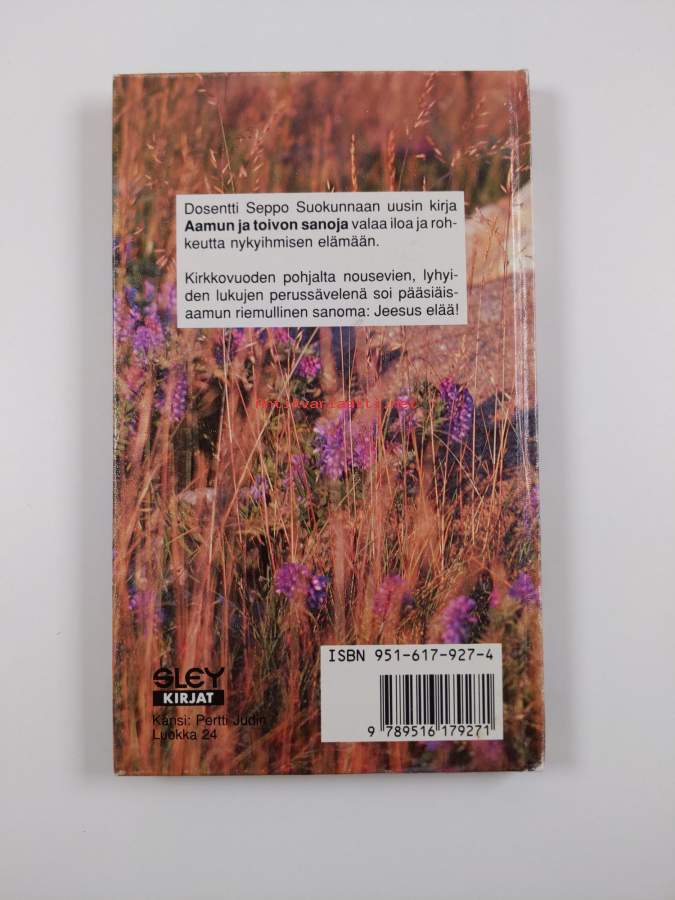 Dosentti Seppo Suokunnaan uusin kirja
Aamun ja toivon sanoja valaa iloa ja roh-
keutta nykyihmisen elämään.
Kirkkovuoden pohjalta nousevien, lyhyi-
den lukujen perussävelenä soi pääsiäis-
aamun riemullinen sanoma: Jeesus elää!
Antikvariaatti.net
ISBN 951-617-927-4
9 789516 179271
SLEY
KIRJAT
Kansi: Pertti Judin
Luokka 24